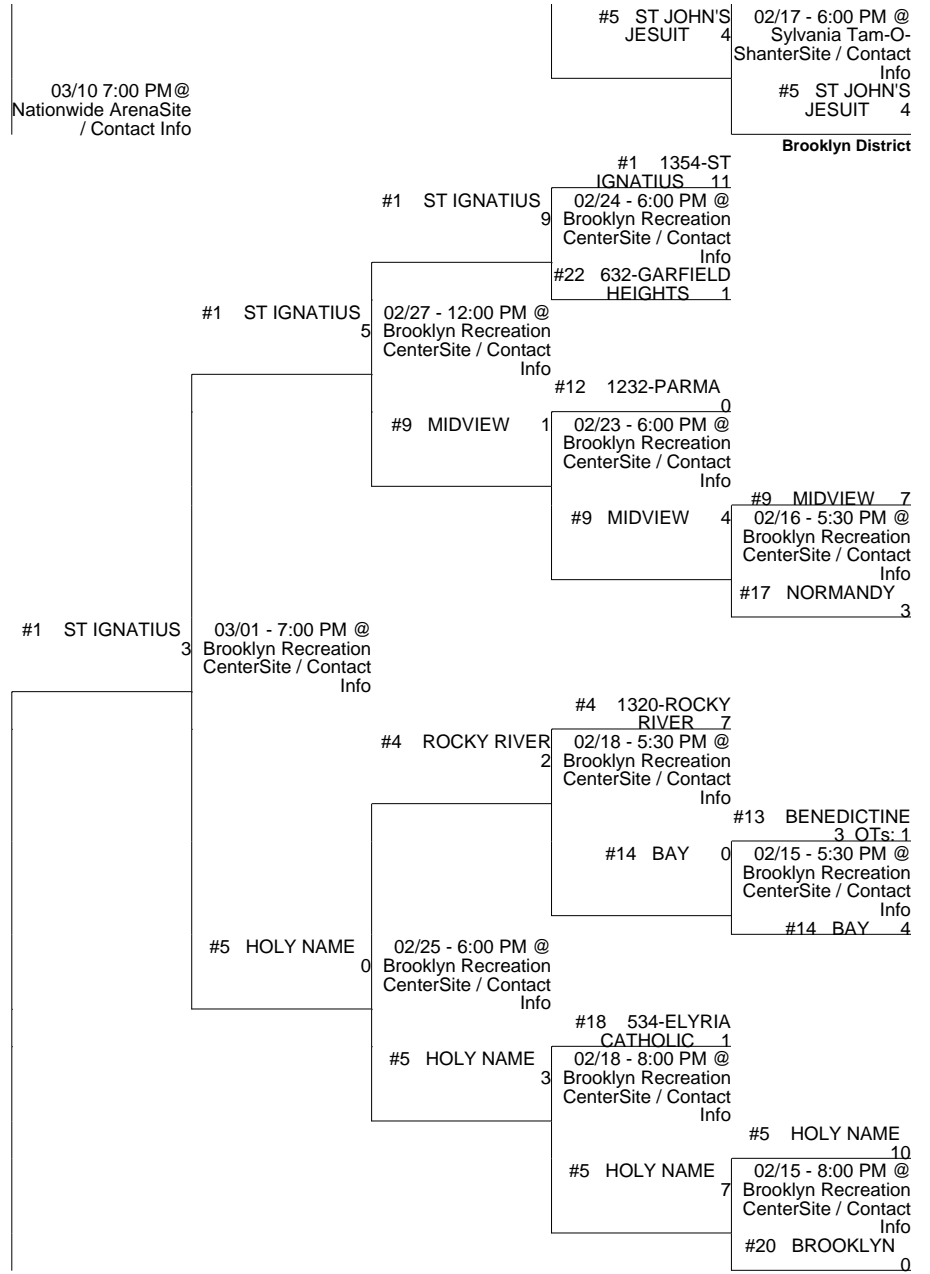 #5 ST JOHN'S
JESUIT 4
02/17 - 6:00 PM @
Sylvania Tam-O-
ShanterSite / Contact
Info
#5 ST JOHN'S
JESUIT 4
03/10 7:00 PM@
Nationwide ArenaSite
/ Contact Info
Brooklyn District
#1 1354-ST
IGNATIUS 11
#1 ST IGNATIUS
9
02/24 - 6:00 PM @
Brooklyn Recreation
CenterSite / Contact
Info
#22 632-GARFIELD
HEIGHTS 1
#1 ST IGNATIUS
5
02/27 - 12:00 PM @
Brooklyn Recreation
CenterSite / Contact
Info
#12 1232-PARMA
0
#9 MIDVIEW 1
02/23 - 6:00 PM @
Brooklyn Recreation
CenterSite / Contact
Info
#9 MIDVIEW 7
#9 MIDVIEW 4
02/16 - 5:30 PM @
Brooklyn Recreation
CenterSite / Contact
Info
#17 NORMANDY
3
#1 ST IGNATIUS
3
03/01 - 7:00 PM @
Brooklyn Recreation
CenterSite / Contact
Info
#4 1320-ROCKY
RIVER 7
#4 ROCKY RIVER
2
02/18 - 5:30 PM @
Brooklyn Recreation
CenterSite / Contact
Info
#13 BENEDICTINE
3 OTs: 1
#14 BAY 0
02/15 - 5:30 PM @
Brooklyn Recreation
CenterSite / Contact
Info
#14 BAY 4
#5 HOLY NAME
0
02/25 - 6:00 PM @
Brooklyn Recreation
CenterSite / Contact
Info
#18 534-ELYRIA
CATHOLIC 1
#5 HOLY NAME
3
02/18 - 8:00 PM @
Brooklyn Recreation
CenterSite / Contact
Info
#5 HOLY NAME
10
#5 HOLY NAME
7
02/15 - 8:00 PM @
Brooklyn Recreation
CenterSite / Contact
Info
#20 BROOKLYN
0